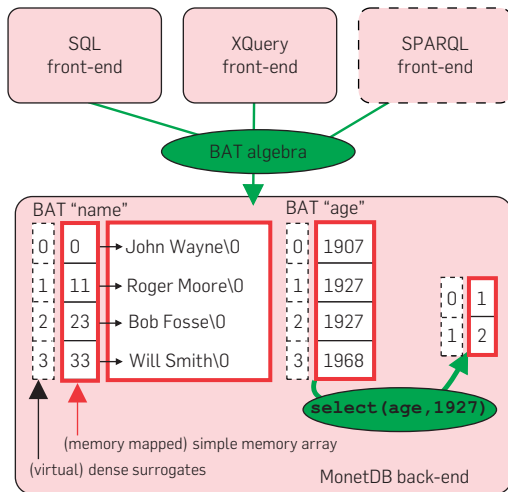 SQL
front-end
XQuery
front-end
SPARQL
front-end
BAT algebra
BAT “name”
BAT “age”
0 0 John Wayne\0 0 1907
1 11 Roger Moore\0 1 1927
2 23 Bob Fosse\0 2 1927
3 33 Will Smith\0 3 1968
0 1
1 2
select(age,1927)
(memory mapped) simple memory array
(virtual) dense surrogates
MonetDB back-end